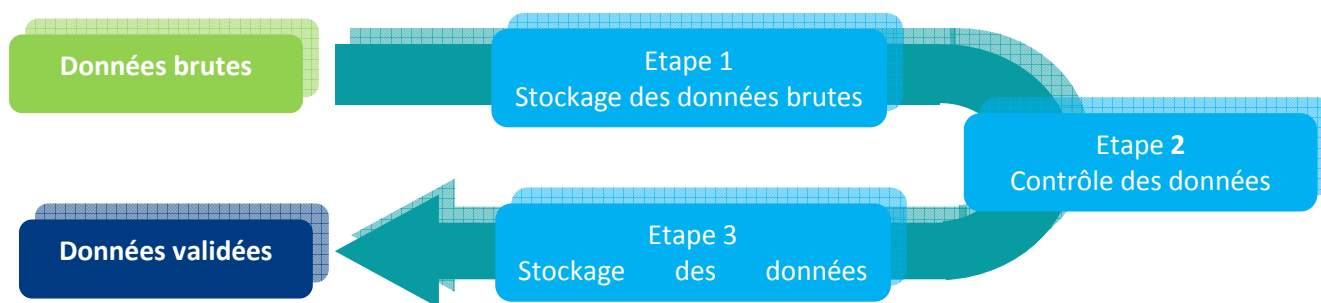 Données brutes
Etape 1
Stockage des données brutes
Etape 2
Contrôle des données
Etape 3
Stockage des données
Données validées